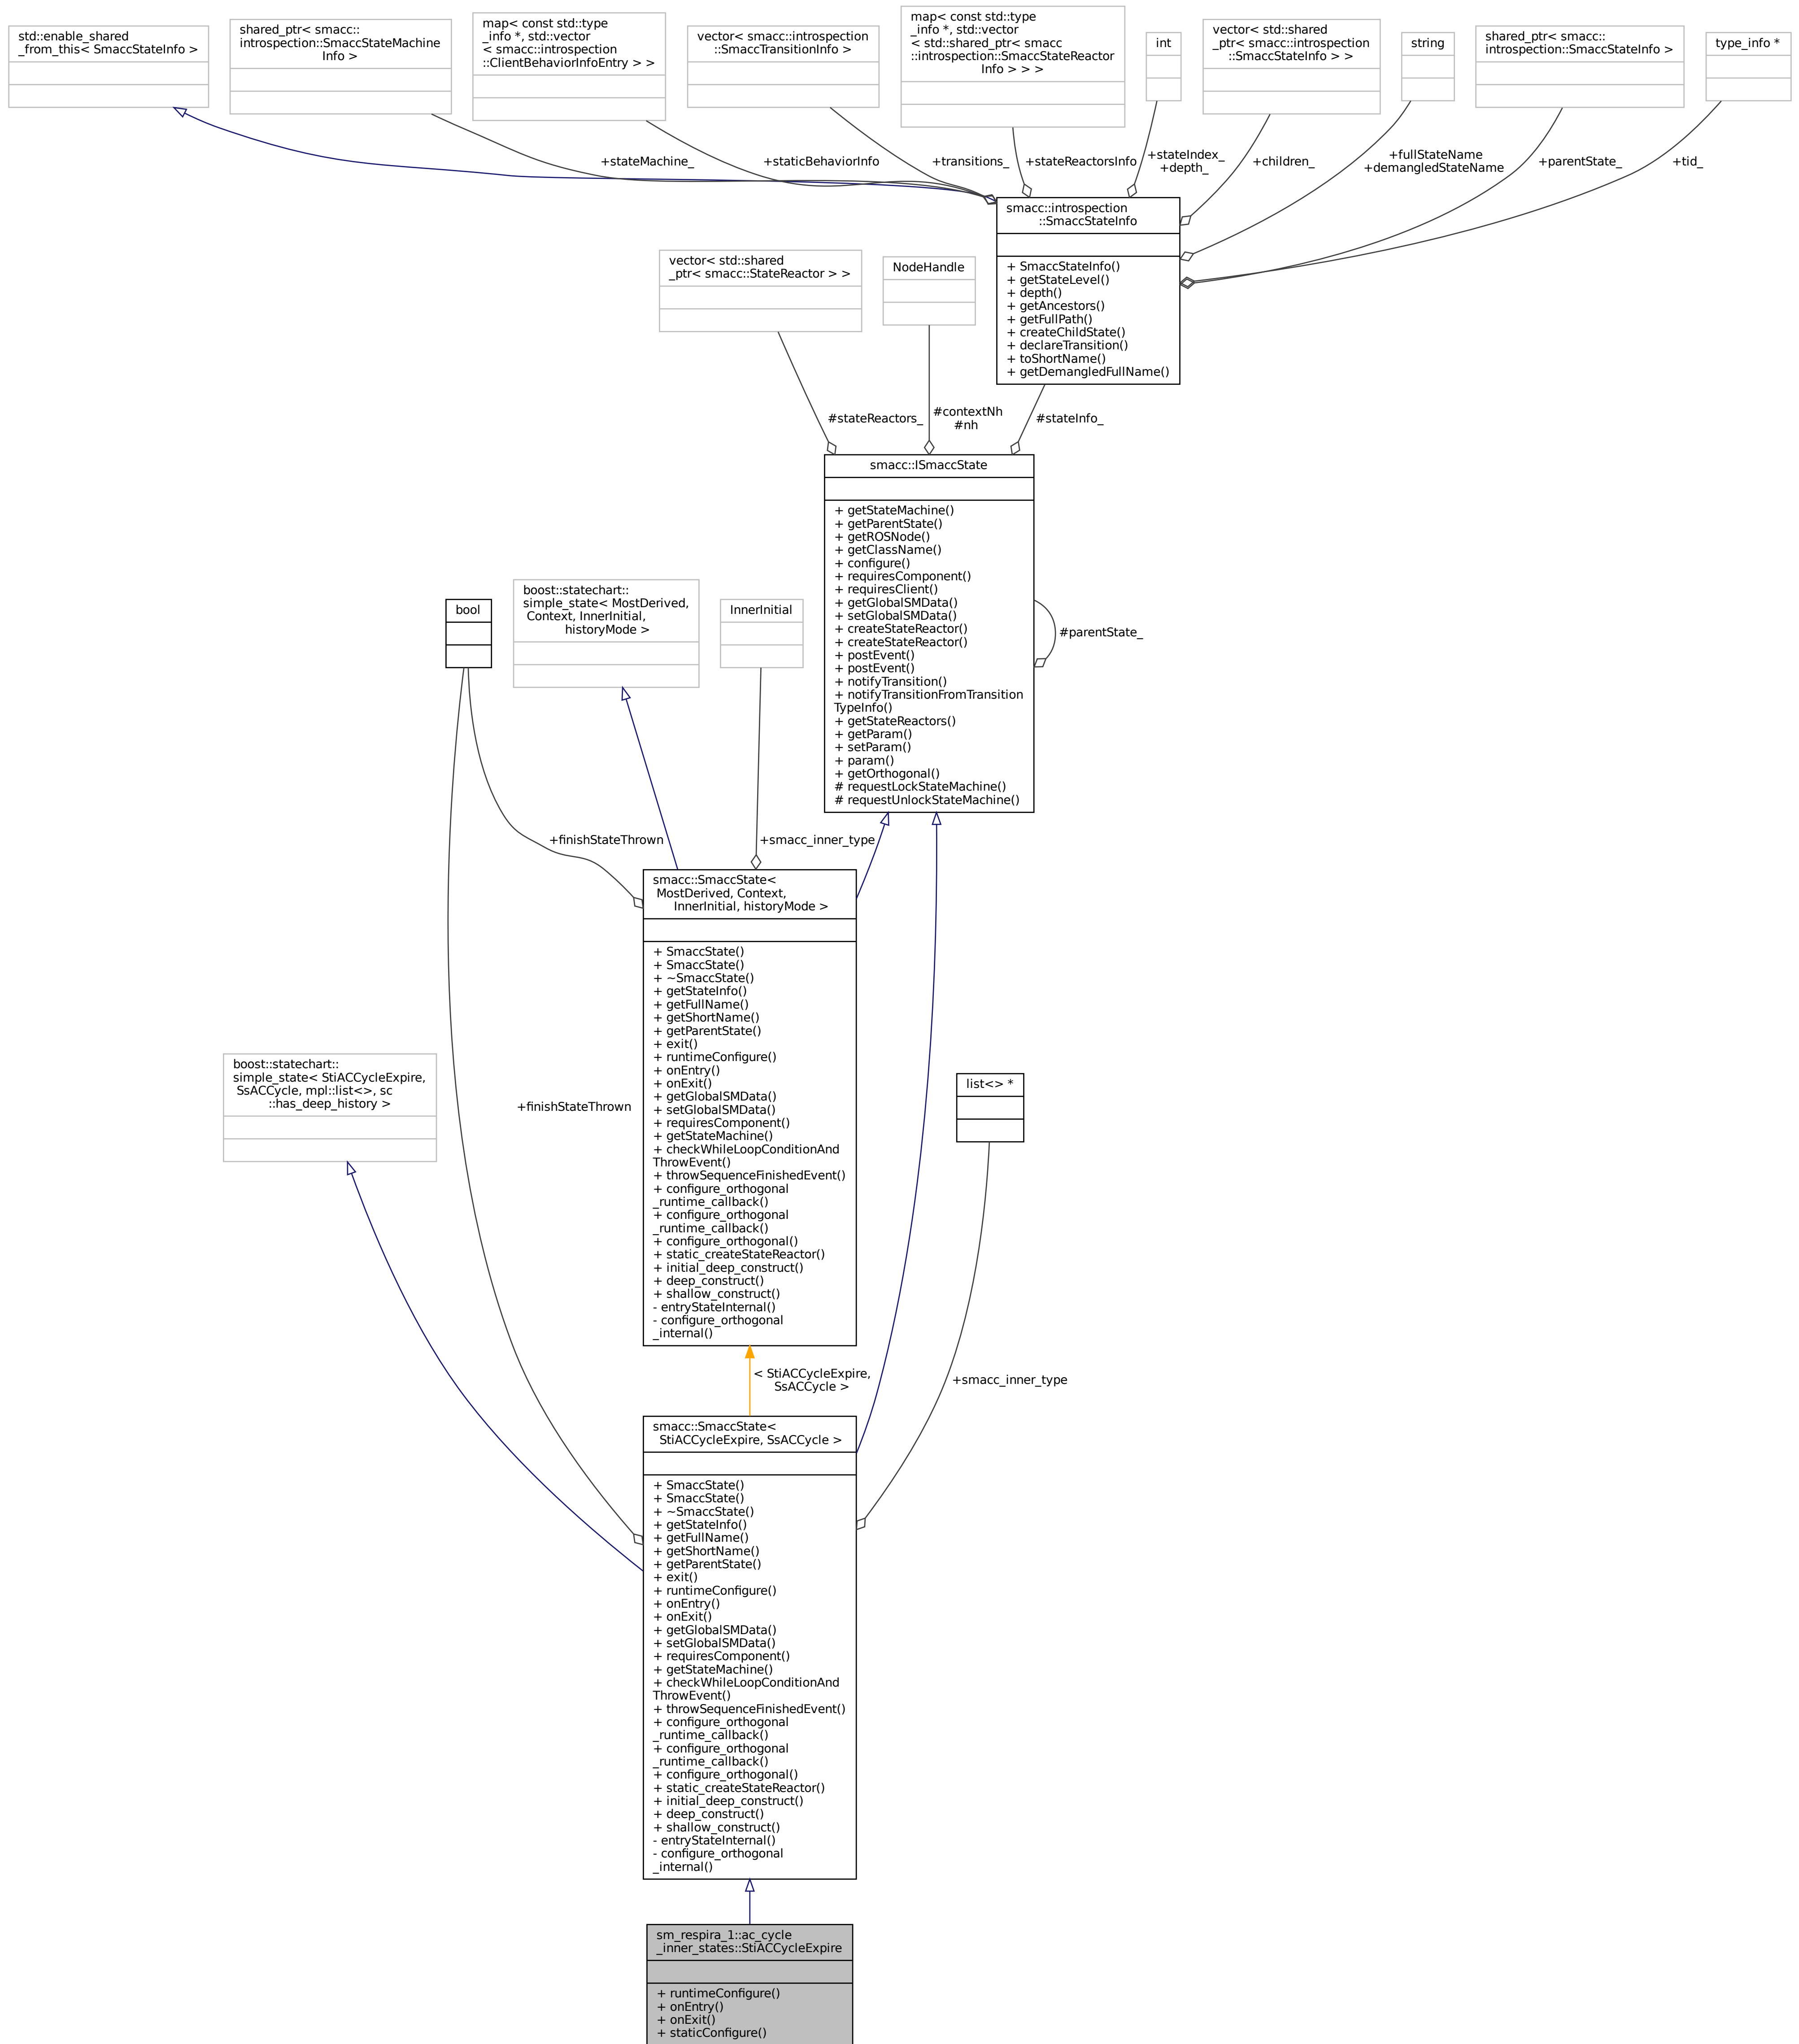 std::enable_shared
_from_this< SmaccStateInfo >
shared_ptr< smacc::
introspection::SmaccStateMachine
Info >
map< const std::type
_info *, std::vector
< smacc::introspection
::ClientBehaviorInfoEntry > >
vector< smacc::introspection
::SmaccTransitionInfo >
map< const std::type
_info *, std::vector
< std::shared_ptr< smacc
::introspection::SmaccStateReactor
Info > > >
int
vector< std::shared
_ptr< smacc::introspection
::SmaccStateInfo > >
string
shared_ptr< smacc::
introspection::SmaccStateInfo >
type_info *
+stateMachine_
+staticBehaviorInfo
+transitions_
+stateReactorsInfo
+stateIndex_
+depth_
+children_
+fullStateName
+demangledStateName
+parentState_
+tid_
smacc::introspection
::SmaccStateInfo
+ SmaccStateInfo()
+ getStateLevel()
+ depth()
+ getAncestors()
+ getFullPath()
+ createChildState()
+ declareTransition()
+ toShortName()
+ getDemangledFullName()
vector< std::shared
_ptr< smacc::StateReactor > >
NodeHandle
#stateReactors_
#contextNh
#nh
#stateInfo_
smacc::ISmaccState
+ getStateMachine()
+ getParentState()
+ getROSNode()
+ getClassName()
+ configure()
+ requiresComponent()
+ requiresClient()
+ getGlobalSMData()
+ setGlobalSMData()
+ createStateReactor()
+ createStateReactor()
+ postEvent()
+ postEvent()
+ notifyTransition()
+ notifyTransitionFromTransition
TypeInfo()
+ getStateReactors()
+ getParam()
+ setParam()
+ param()
+ getOrthogonal()
# requestLockStateMachine()
# requestUnlockStateMachine()
#parentState_
bool
boost::statechart::
simple_state< MostDerived,
Context, InnerInitial,
historyMode >
InnerInitial
+finishStateThrown
+smacc_inner_type
smacc::SmaccState<
MostDerived, Context,
InnerInitial, historyMode >
+ SmaccState()
+ SmaccState()
+ ~SmaccState()
+ getStateInfo()
+ getFullName()
+ getShortName()
+ getParentState()
+ exit()
+ runtimeConfigure()
+ onEntry()
+ onExit()
+ getGlobalSMData()
+ setGlobalSMData()
+ requiresComponent()
+ getStateMachine()
+ checkWhileLoopConditionAnd
ThrowEvent()
+ throwSequenceFinishedEvent()
+ configure_orthogonal
_runtime_callback()
+ configure_orthogonal
_runtime_callback()
+ configure_orthogonal()
+ static_createStateReactor()
+ initial_deep_construct()
+ deep_construct()
+ shallow_construct()
- entryStateInternal()
- configure_orthogonal
_internal()
boost::statechart::
simple_state< StiACCycleExpire,
SsACCycle, mpl::list<>, sc
::has_deep_history >
+finishStateThrown
list<> *
< StiACCycleExpire,
SsACCycle >
+smacc_inner_type
smacc::SmaccState<
StiACCycleExpire, SsACCycle >
+ SmaccState()
+ SmaccState()
+ ~SmaccState()
+ getStateInfo()
+ getFullName()
+ getShortName()
+ getParentState()
+ exit()
+ runtimeConfigure()
+ onEntry()
+ onExit()
+ getGlobalSMData()
+ setGlobalSMData()
+ requiresComponent()
+ getStateMachine()
+ checkWhileLoopConditionAnd
ThrowEvent()
+ throwSequenceFinishedEvent()
+ configure_orthogonal
_runtime_callback()
+ configure_orthogonal
_runtime_callback()
+ configure_orthogonal()
+ static_createStateReactor()
+ initial_deep_construct()
+ deep_construct()
+ shallow_construct()
- entryStateInternal()
- configure_orthogonal
_internal()
sm_respira_1::ac_cycle
_inner_states::StiACCycleExpire
+ runtimeConfigure()
+ onEntry()
+ onExit()
+ staticConfigure()